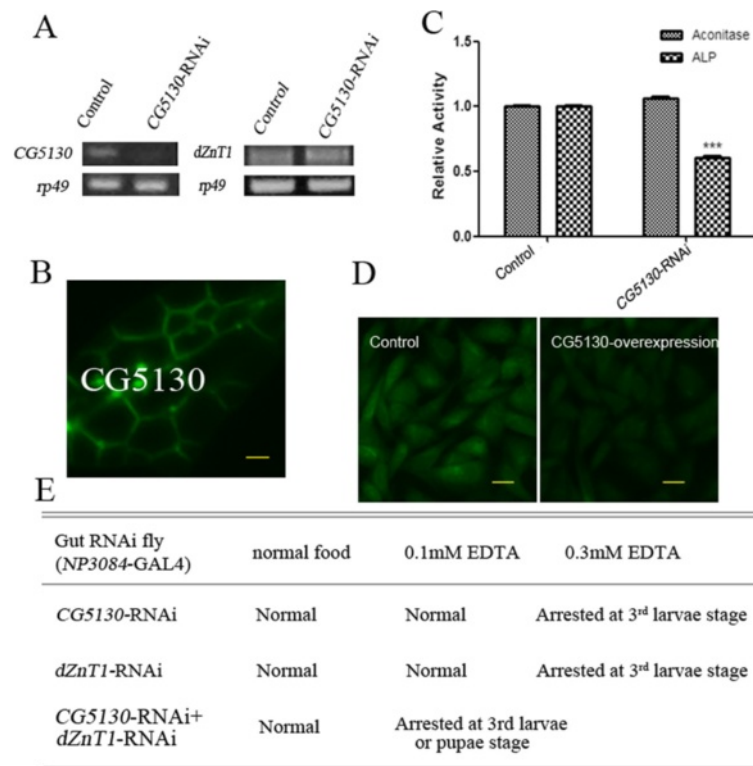 A
Control
CG5130-RNAi
Control
CG5130-RNAi
CG5130
dZnT1
rp49
rp49
C
Aconitase
ALP
Relative Activity
1.5
1.0
0.5
0.0
***
Control
CG5130-RNAi
B
CG5130
D
Control
CG5130-overexpression
E
Gut RNAi fly
(NP3084-GAL4)
normal food
0.1mM EDTA
0.3mM EDTA
CG5130-RNAi
Normal
Normal
Arrested at 3rd larvae stage
dZnT1-RNAi
Normal
Normal
Arrested at 3rd larvae stage
CG5130-RNAi+
dZnT1-RNAi
Normal
Arrested at 3rd larvae
or pupae stage